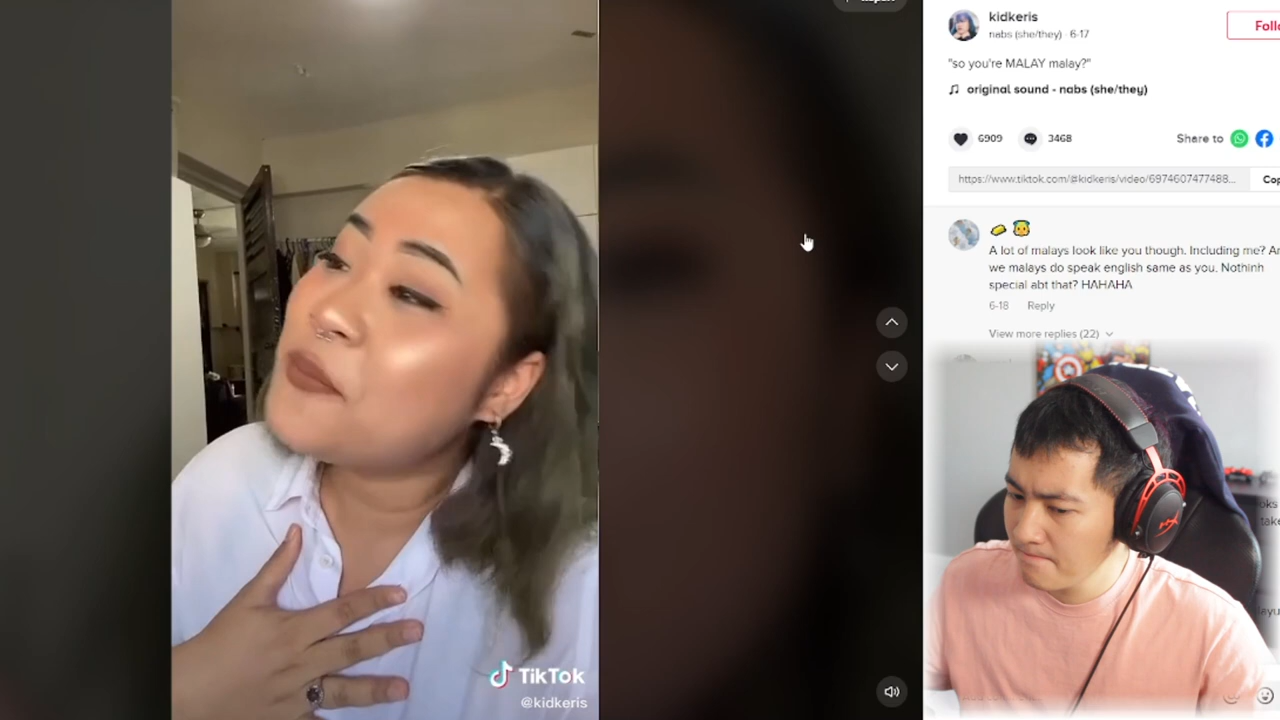 TikTok
@kidkeris
kidkeris
nabs (she/they) · 6-17
"so you're MALAY malay?"
original sound - nabs (she/they)
6909
3468
Share to
https://www.tiktok.com/@kidkeris/video/6974607477488...
A lot of malays look like you though. Including me?
we malays do speak english same as you. Nothinh
special abt that? HAHAHA
6-18
Reply
View more replies (22)